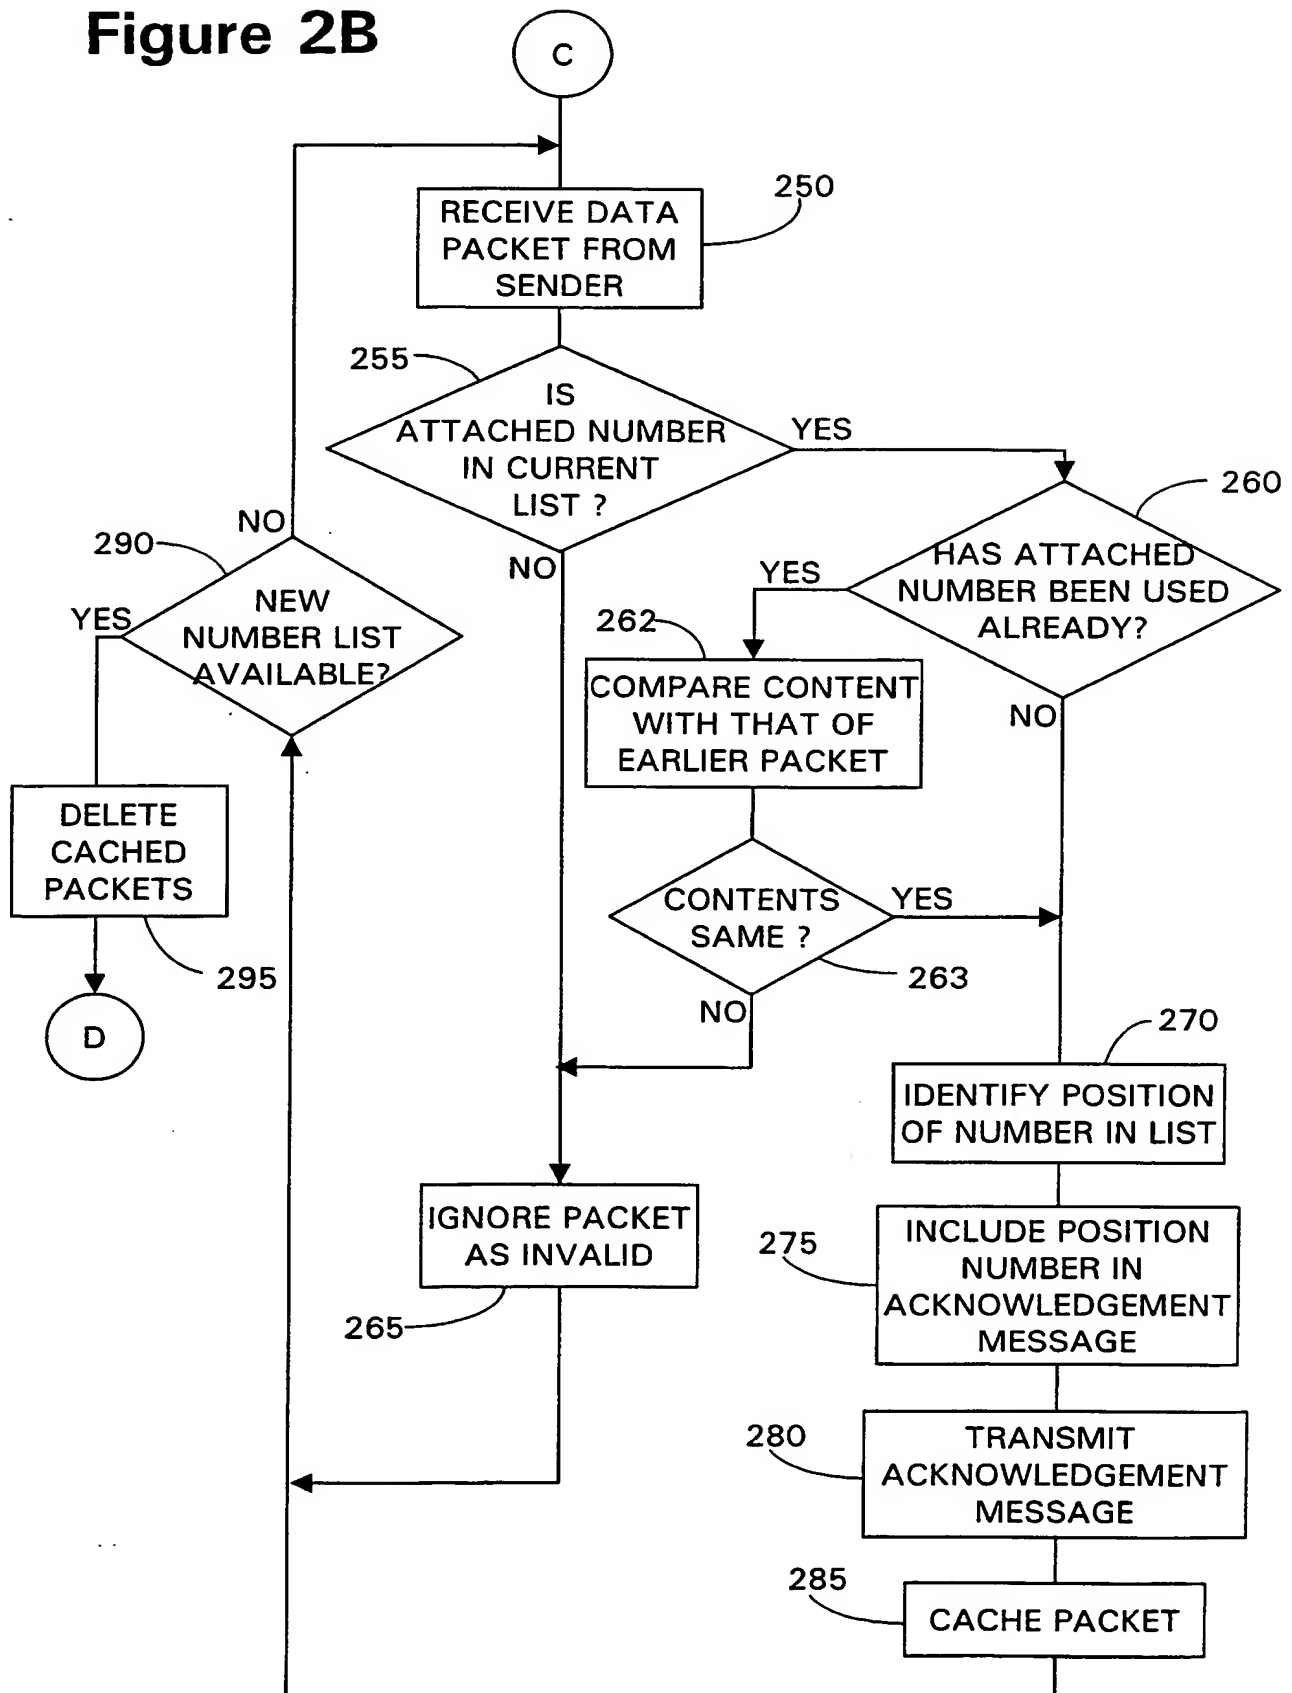 Figure 2B
C
250
RECEIVE DATA
PACKET FROM
SENDER
255
IS
ATTACHED NUMBER
IN CURRENT
LIST ?
YES
NO
260
HAS ATTACHED
NUMBER BEEN USED
ALREADY?
YES
NO
262
COMPARE CONTENT
WITH THAT OF
EARLIER PACKET
CONTENTS
SAME ?
YES
263
NO
290
NO
NEW
NUMBER LIST
AVAILABLE?
YES
DELETE
CACHED
PACKETS
295
D
270
IDENTIFY POSITION
OF NUMBER IN LIST
IGNORE PACKET
AS INVALID
265
275
INCLUDE POSITION
NUMBER IN
ACKNOWLEDGEMENT
MESSAGE
280
TRANSMIT
ACKNOWLEDGEMENT
MESSAGE
285
CACHE PACKET